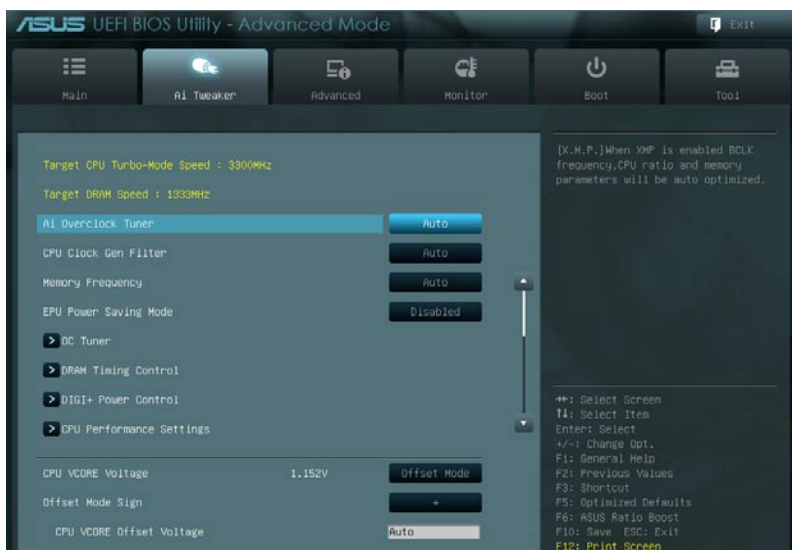 ASUS UEFI BIOS Utility - Advanced Mode
Exit
Main
Ai Tweaker
Advanced
Monitor
Boot
Tool
Target CPU Turbo-Mode Speed : 3300MHz
Target DRAM Speed : 1333MHz
Ai Overclock Tuner Auto
CPU Clock Gen Filter Auto
Memory Frequency Auto
EPU Power Saving Mode Disabled
> OC Tuner
> DRAM Timing Control
> DIGI+ Power Control
> CPU Performance Settings
CPU VCORE Voltage 1.152V Offset Mode
Offset Mode Sign +
CPU VCORE Offset Voltage Auto
[X.M.P.]When XMP is enabled BCLK
frequency,CPU ratio and memory
parameters will be auto optimized.
→←: Select Screen
↑↓: Select Item
Enter: Select
+/-: Change Opt.
F1: General Help
F2: Previous Values
F3: Shortcut
F5: Optimized Defaults
F6: ASUS Ratio Boost
F10: Save ESC: Exit
F12: Print Screen